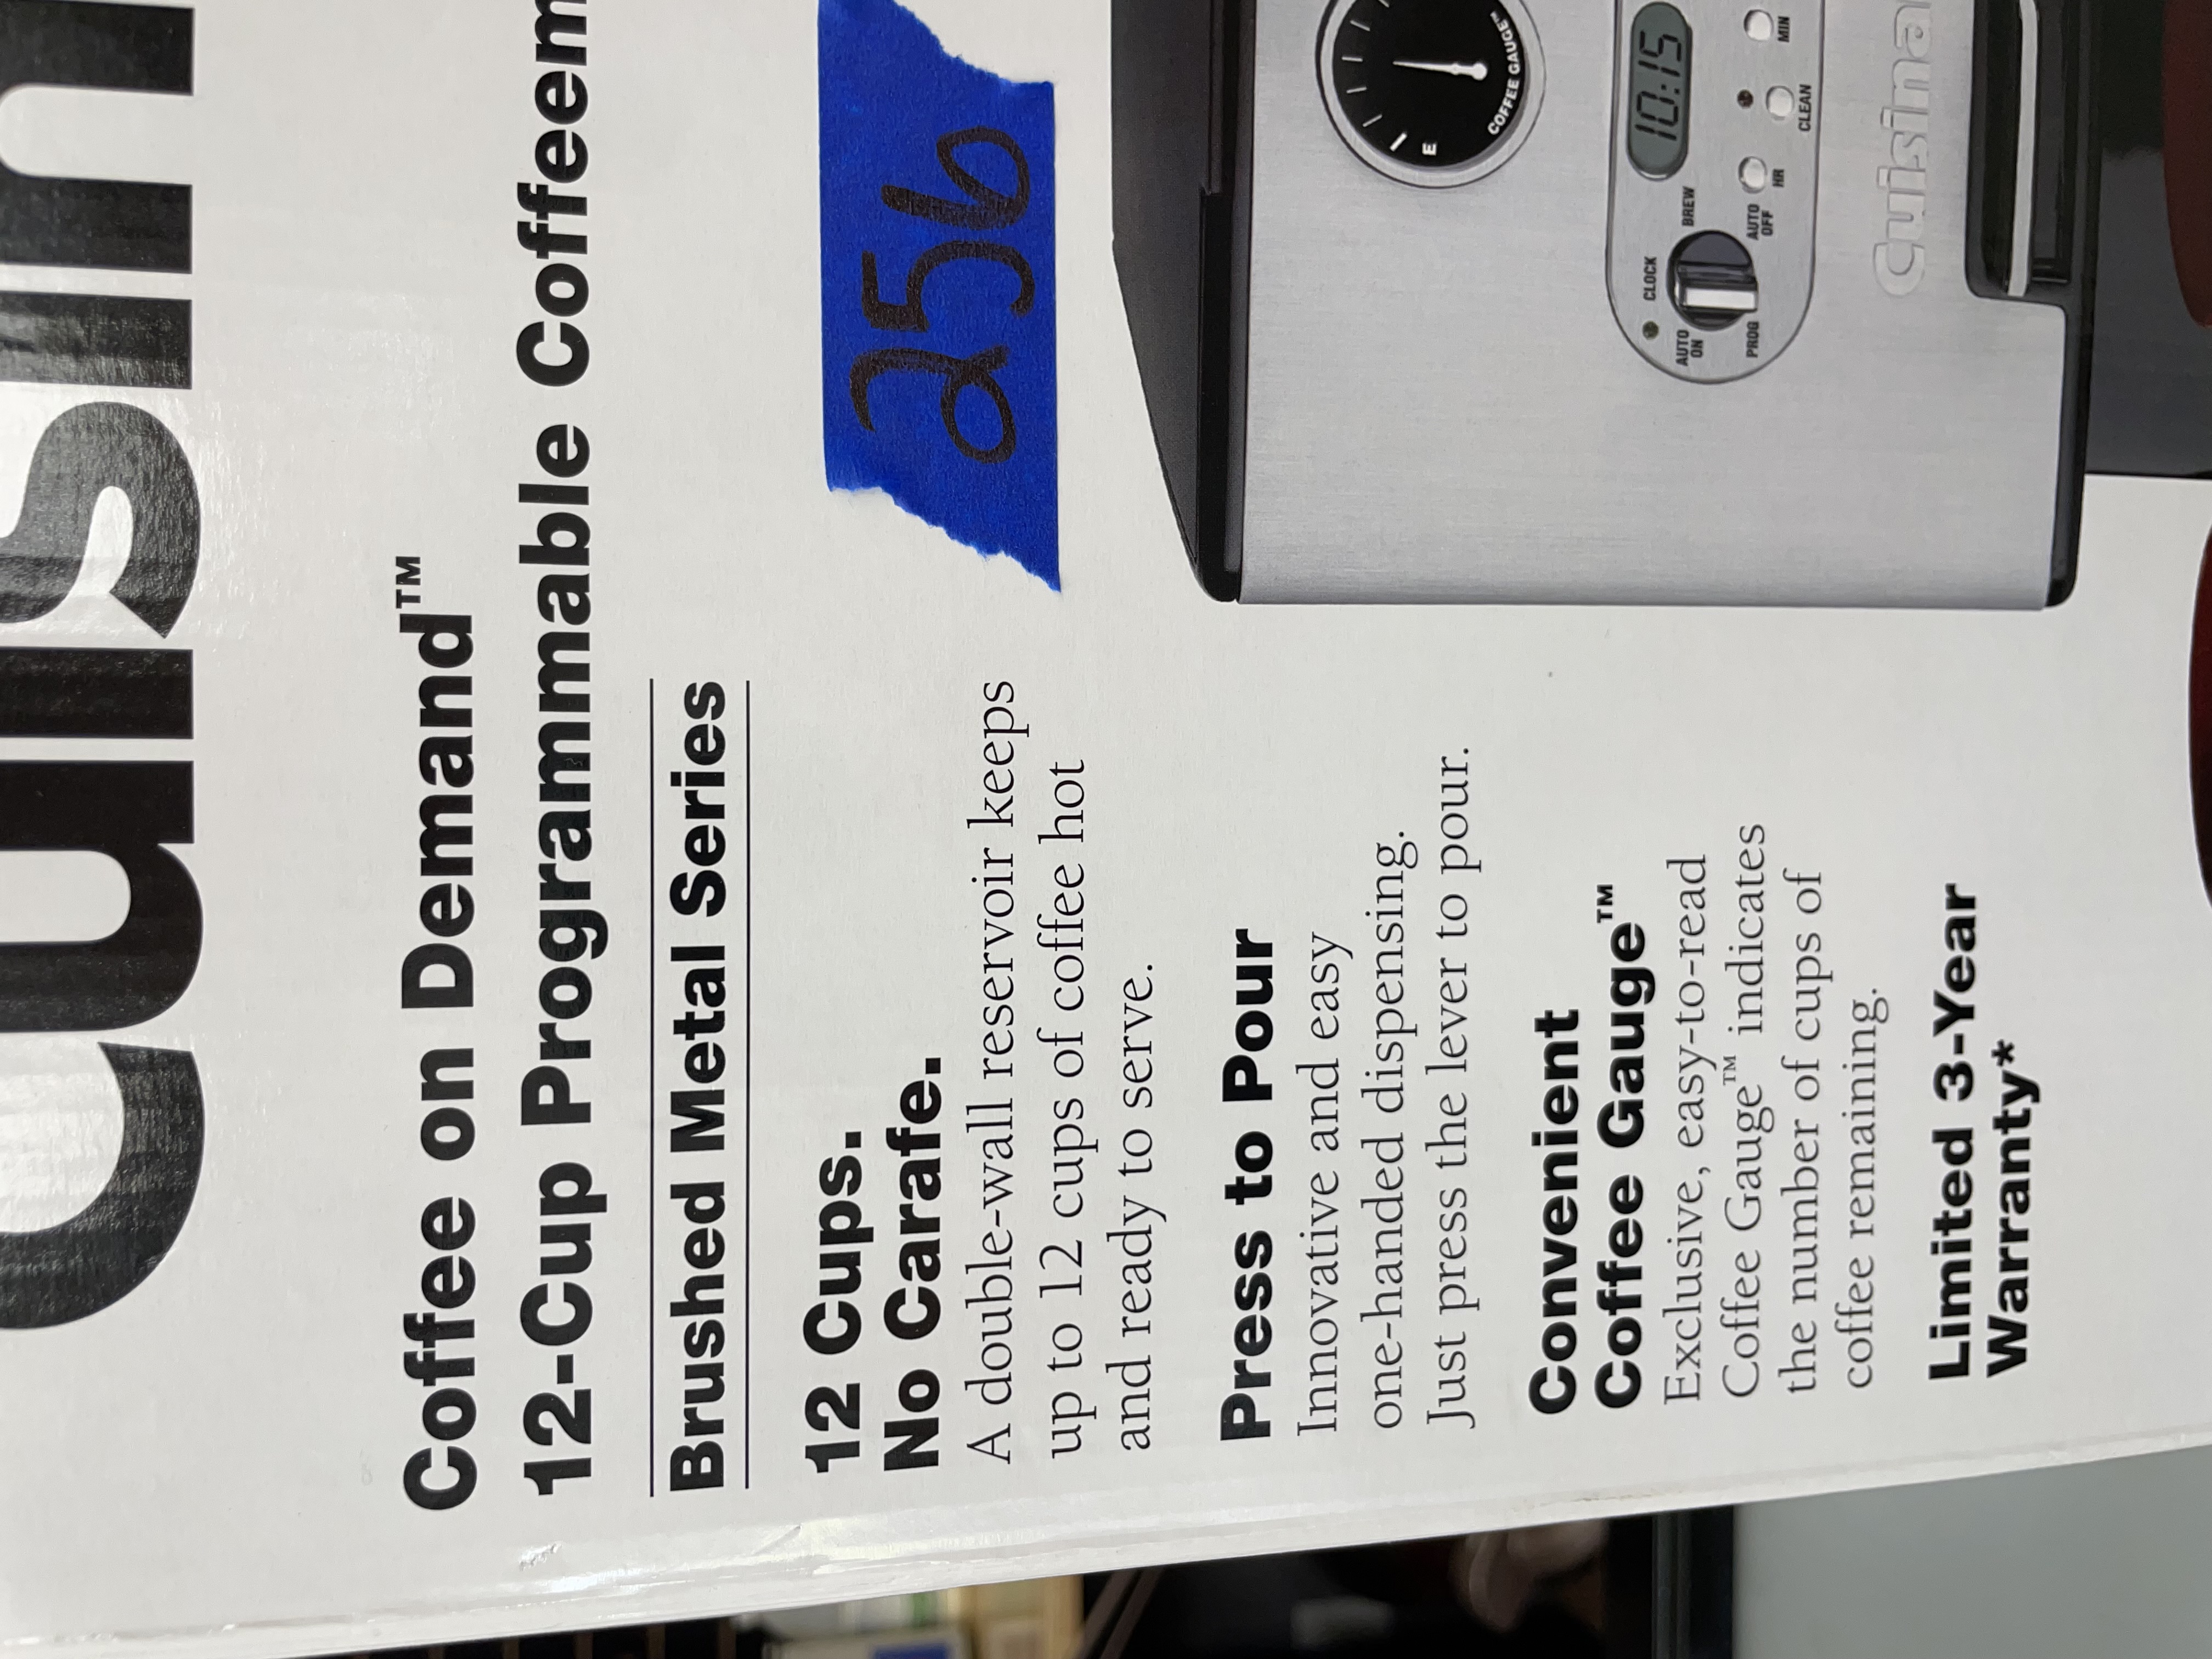 Cuisin
Coffee on Demand™
12-Cup Programmable Coffeem
Brushed Metal Series
256
12 Cups.
No Carafe.
A double-wall reservoir keeps
up to 12 cups of coffee hot
and ready to serve.
Press to Pour
Innovative and easy
one-handed dispensing.
Just press the lever to pour.
Convenient
Coffee Gauge™
Exclusive, easy-to-read
Coffee Gauge™ indicates
the number of cups of
coffee remaining.
Limited 3-Year
Warranty*
E
COFFEE GAUGE™
10:15
CLOCK
AUTO ON
BREW
PROG
AUTO OFF
HR
CLEAN
MIN
Cuisina